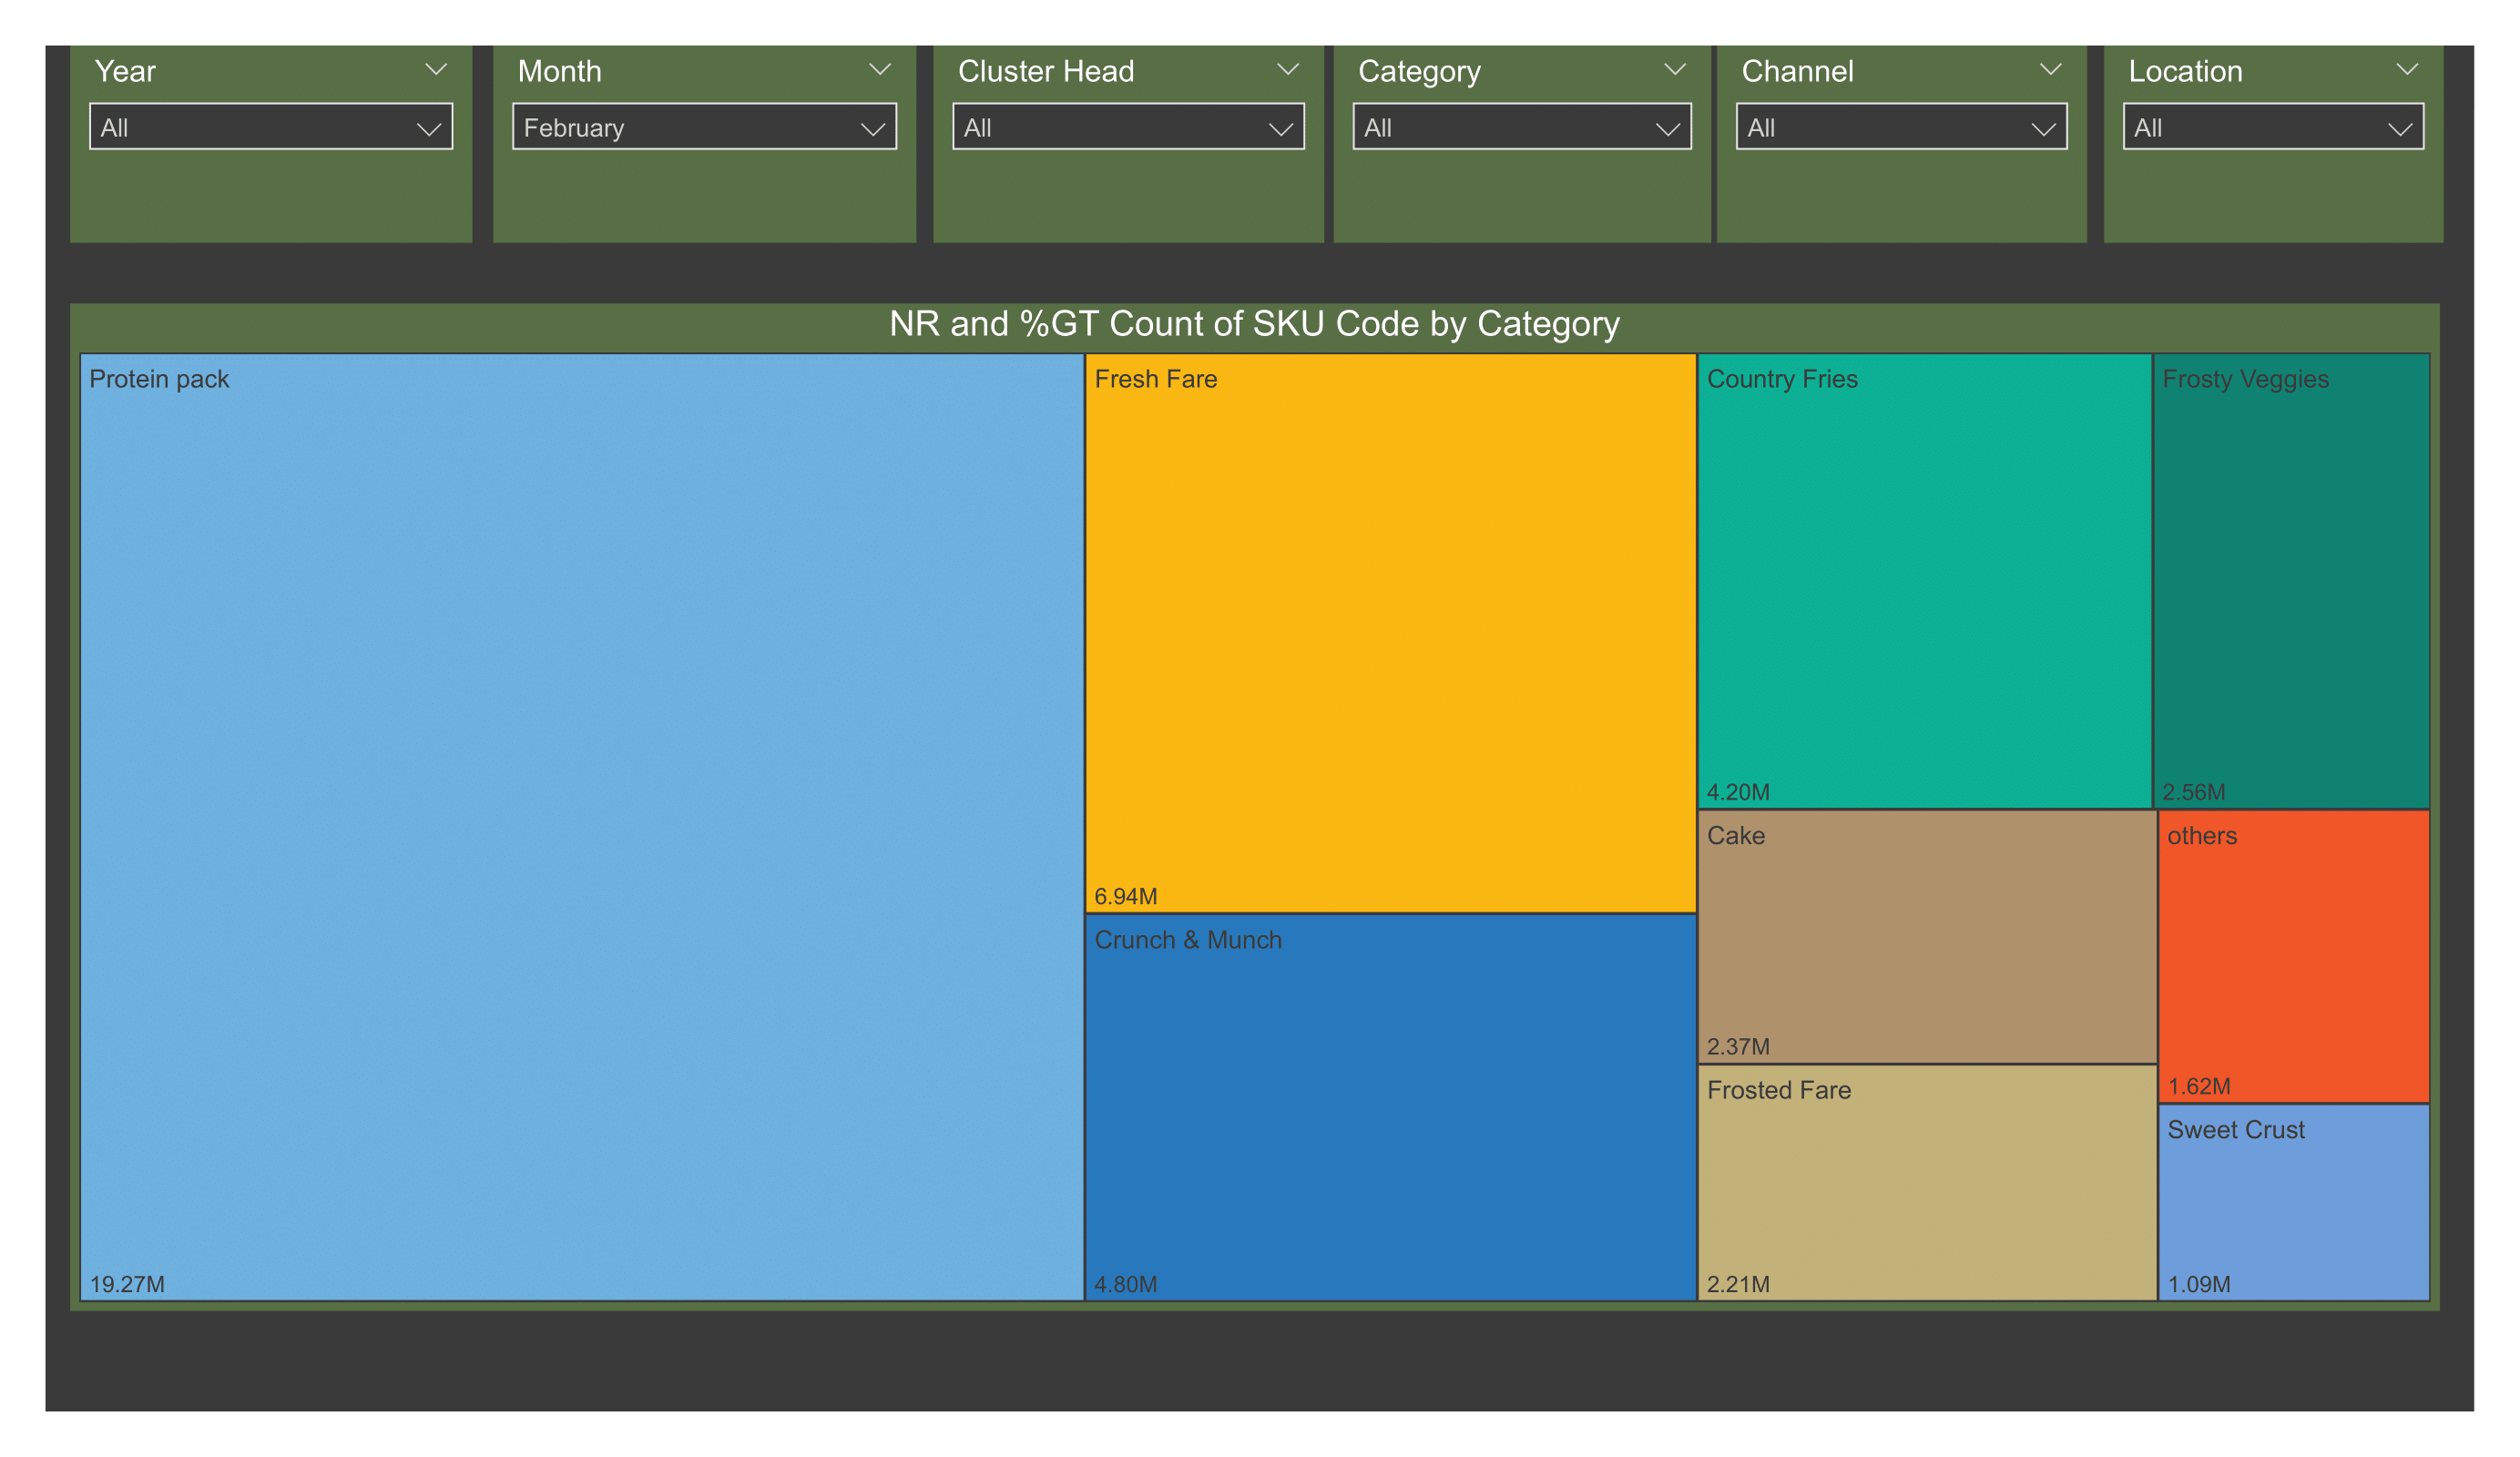 Year
Month
Cluster Head
Category
Channel
Location
All
February
All
All
All
All
NR and %GT Count of SKU Code by Category
Protein pack
19.27M
Fresh Fare
6.94M
Crunch & Munch
4.80M
Country Fries
4.20M
Frosty Veggies
2.56M
Cake
2.37M
others
1.62M
Frosted Fare
2.21M
Sweet Crust
1.09M